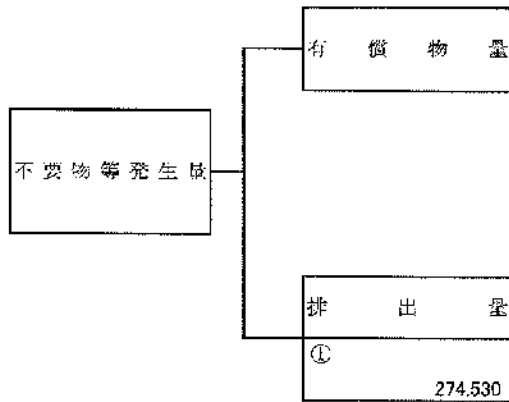 有償物量
不要物等発生量
排出量
①
274.530